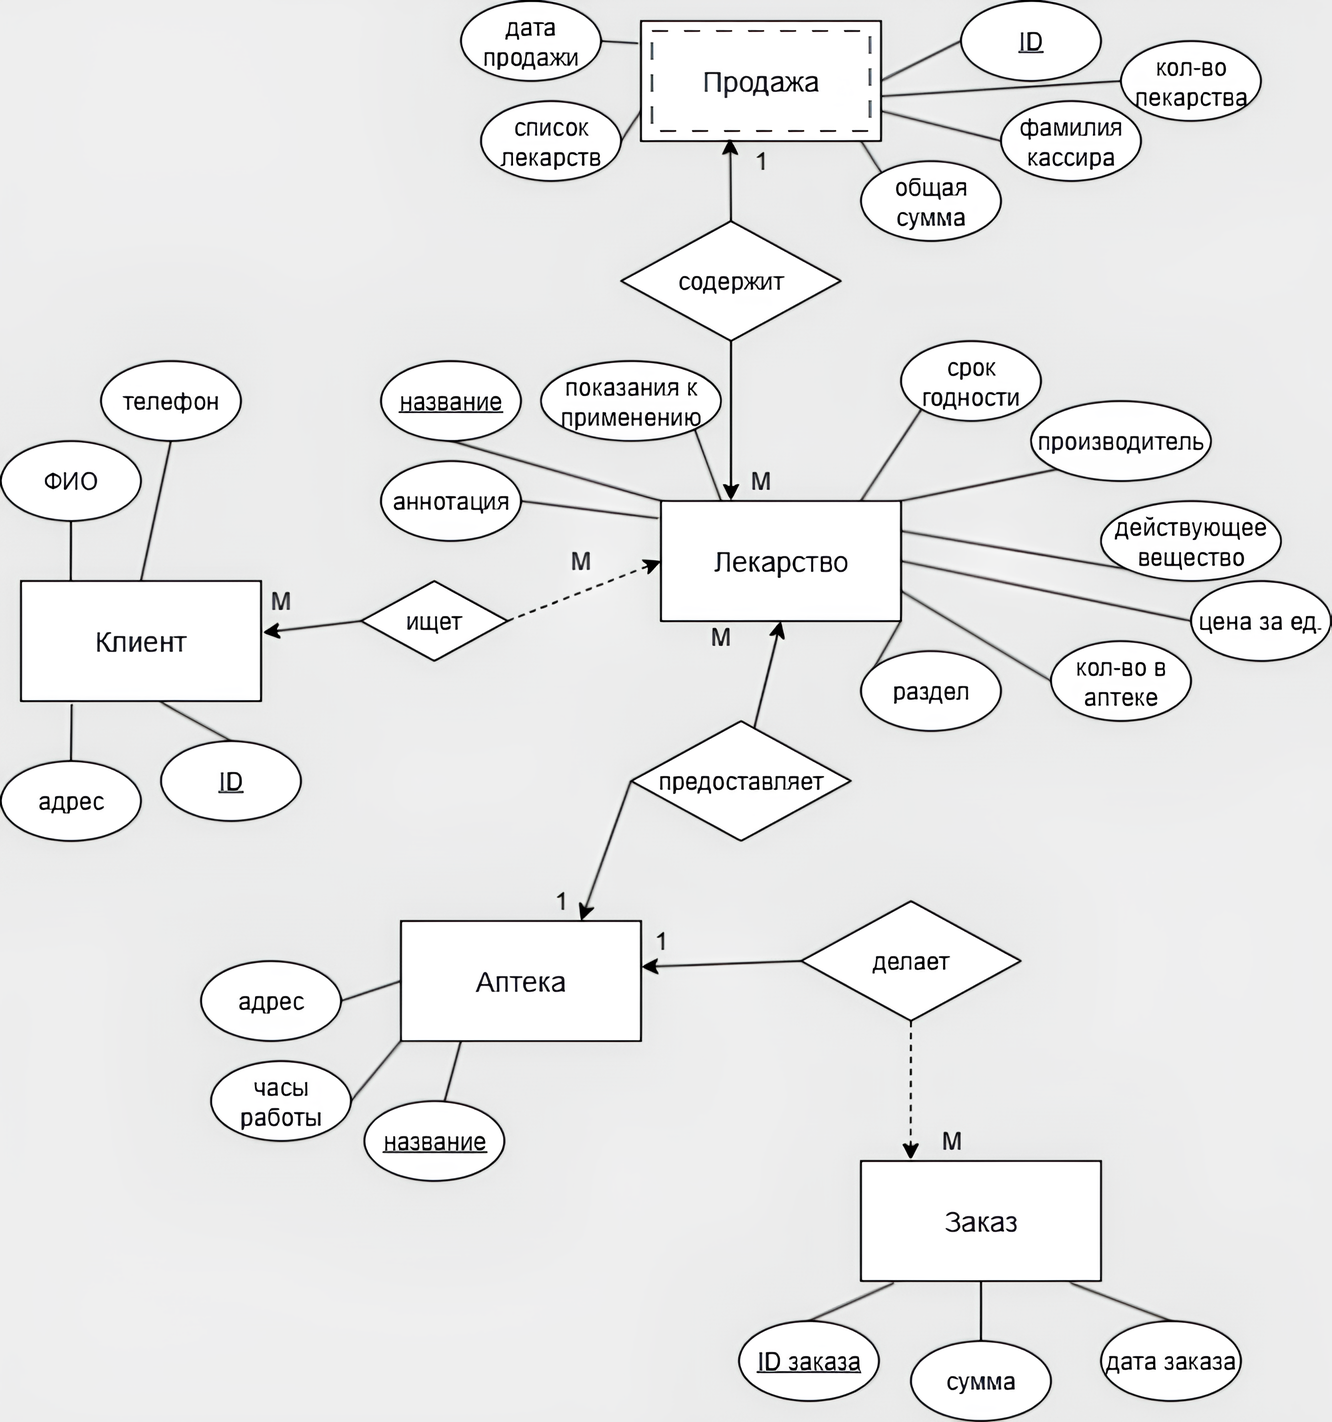 дата
продажи
Продажа
ID
кол-во
лекарства
список
лекарств
фамилия
кассира
1
общая
сумма
содержит
телефон
название
показания к
применению
срок
годности
производитель
ФИО
аннотация
М
действующее
вещество
Лекарство
М
М
ищет
Клиент
цена за ед.
М
раздел
кол-во в
аптеке
адрес
ID
предоставляет
1
1
делает
Аптека
адрес
часы
работы
название
М
Заказ
ID заказа
сумма
дата заказа